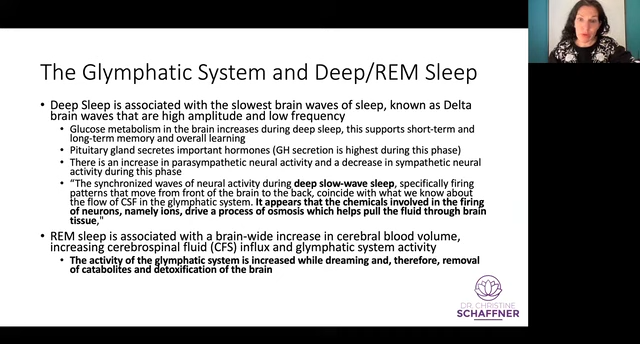 The Glymphatic System and Deep/REM Sleep
• Deep Sleep is associated with the slowest brain waves of sleep, known as Delta
brain waves that are high amplitude and low frequency
• Glucose metabolism in the brain increases during deep sleep, this supports short-term and
long-term memory and overall learning
• Pituitary gland secretes important hormones (GH secretion is highest during this phase)
• There is an increase in parasympathetic neural activity and a decrease in sympathetic neural
activity during this phase
• “The synchronized waves of neural activity during deep slow-wave sleep, specifically firing
patterns that move from front of the brain to the back, coincide with what we know about
the flow of CSF in the glymphatic system. It appears that the chemicals involved in the firing
of neurons, namely ions, drive a process of osmosis which helps pull the fluid through brain
tissue,"
• REM sleep is associated with a brain-wide increase in cerebral blood volume,
increasing cerebrospinal fluid (CFS) influx and glymphatic system activity
• The activity of the glymphatic system is increased while dreaming and, therefore, removal
of catabolites and detoxification of the brain
DR. CHRISTINE
SCHAFFNER